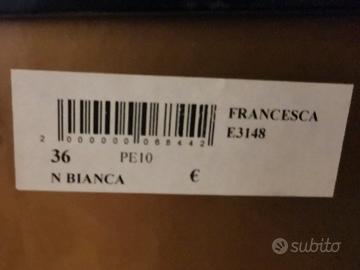 FRANCESCA
E3148
2 000000 068442
36 PE10
N BIANCA €
subito